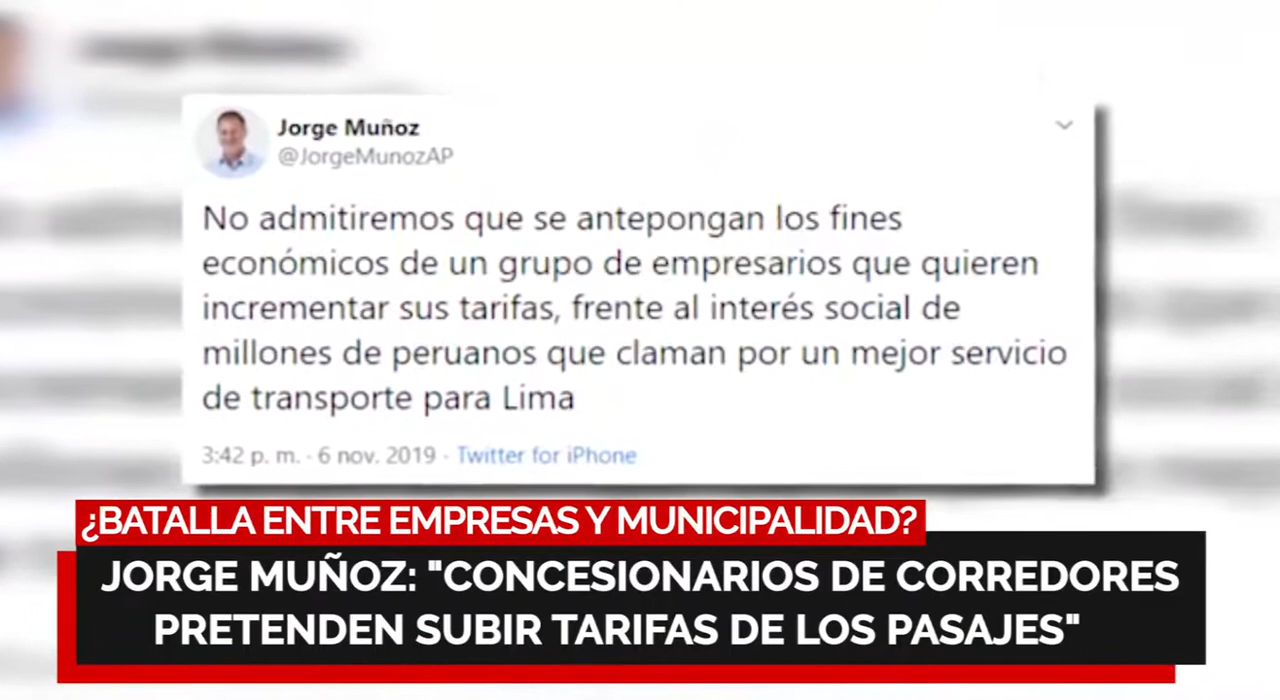 Jorge Muñoz
@JorgeMunozAP
No admitiremos que se antepongan los fines
económicos de un grupo de empresarios que quieren
incrementar sus tarifas, frente al interés social de
millones de peruanos que claman por un mejor servicio
de transporte para Lima
3:42 p. m. · 6 nov. 2019 · Twitter for iPhone
¿BATALLA ENTRE EMPRESAS Y MUNICIPALIDAD?
JORGE MUÑOZ: "CONCESIONARIOS DE CORREDORES
PRETENDEN SUBIR TARIFAS DE LOS PASAJES"